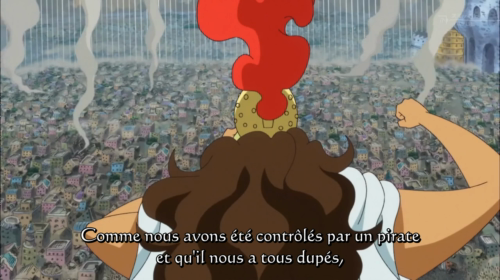 Comme nous avons été contrôlés par un pirate
et qu'il nous a tous dupés,